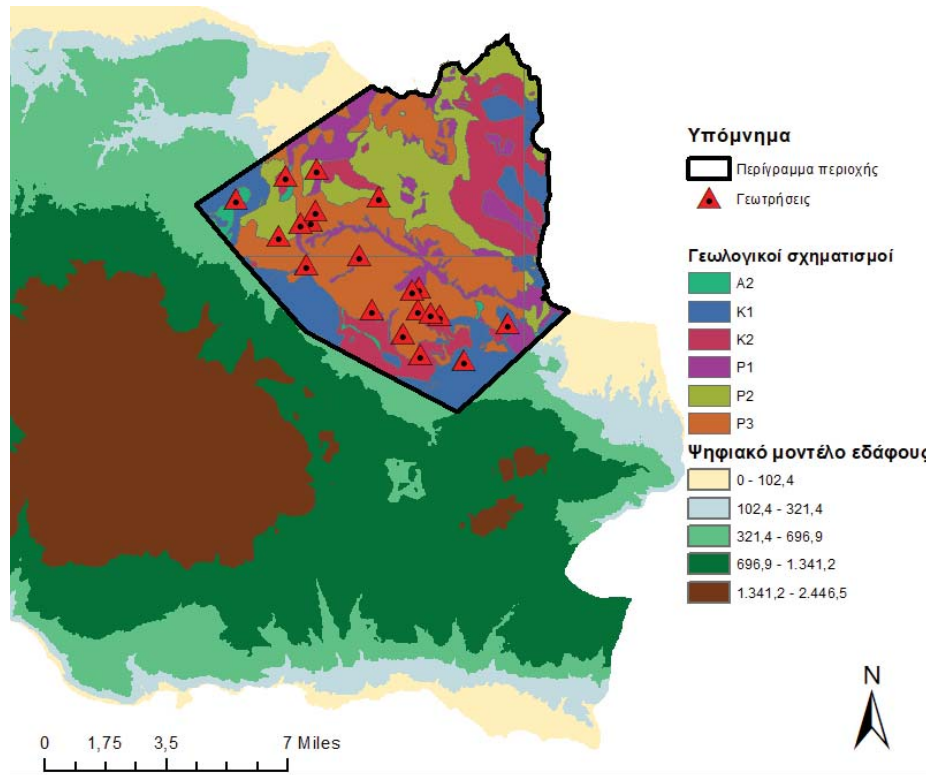 Υπόμνημα
Περίγραμμα περιοχής
Γεωτρήσεις
Γεωλογικοί σχηματισμοί
A2
K1
K2
P1
P2
P3
Ψηφιακό μοντέλο εδάφους
0 - 102,4
102,4 - 321,4
321,4 - 696,9
696,9 - 1.341,2
1.341,2 - 2.446,5
N
0 1,75 3,5 7 Miles